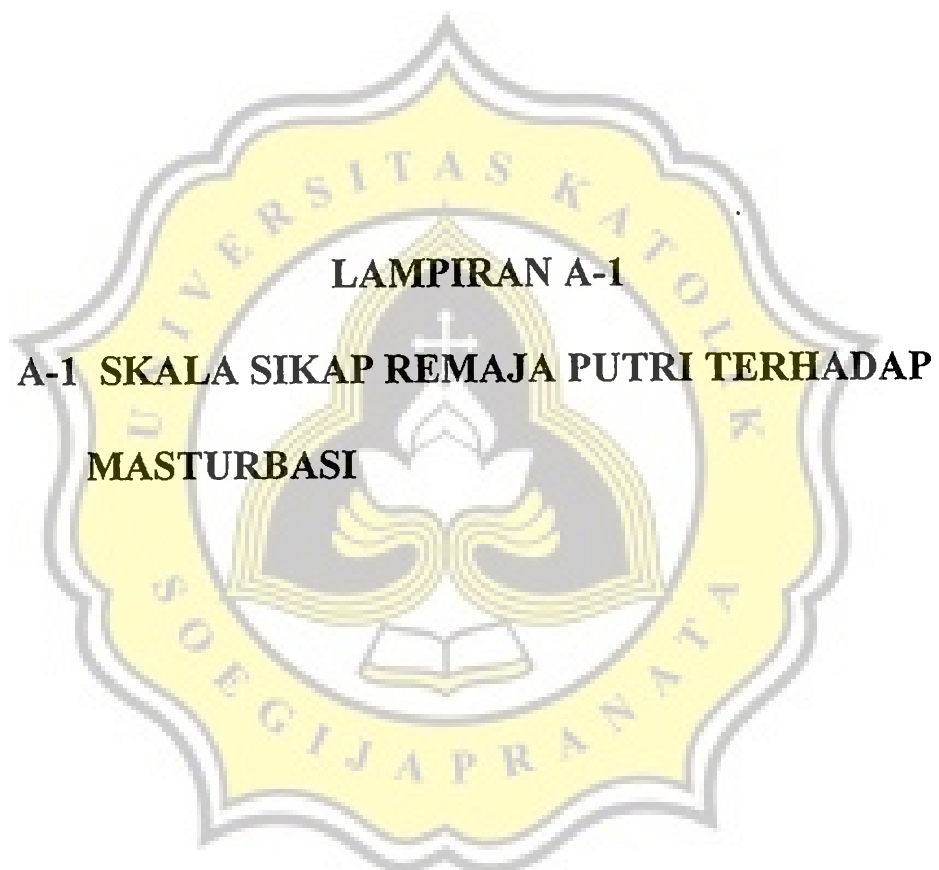 UNIVERSITAS KATOLIK
LAMPIRAN A-1
A-1 SKALA SIKAP REMAJA PUTRI TERHADAP
MASTURBASI
SOEGIJAPRANATA